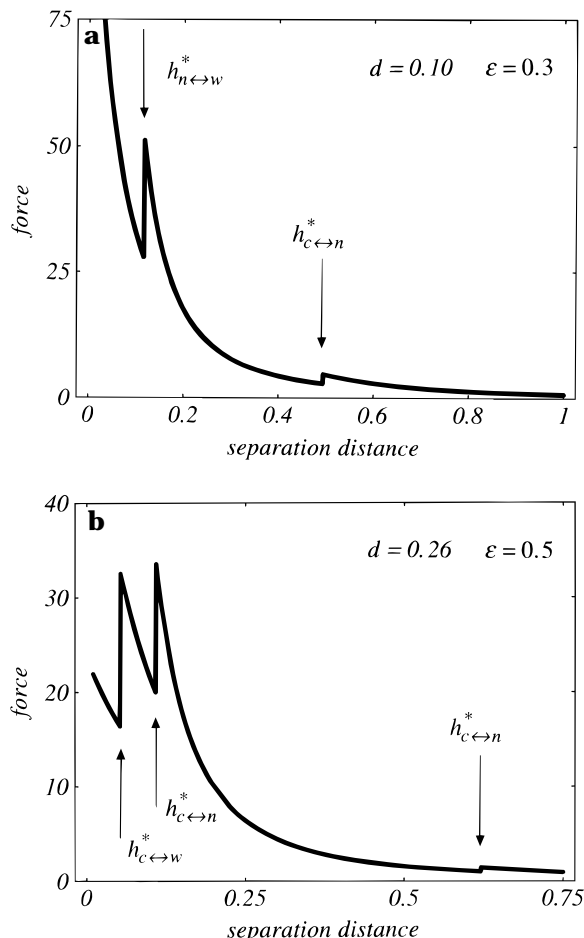 a
d = 0.10 ε = 0.3
h*n↔w
h*c↔n
force
75
50
25
0
0 0.2 0.4 0.6 0.8 1
separation distance
b
d = 0.26 ε = 0.5
h*c↔n
h*c↔n
h*c↔w
force
40
30
20
10
0
0 0.25 0.5 0.75
separation distance